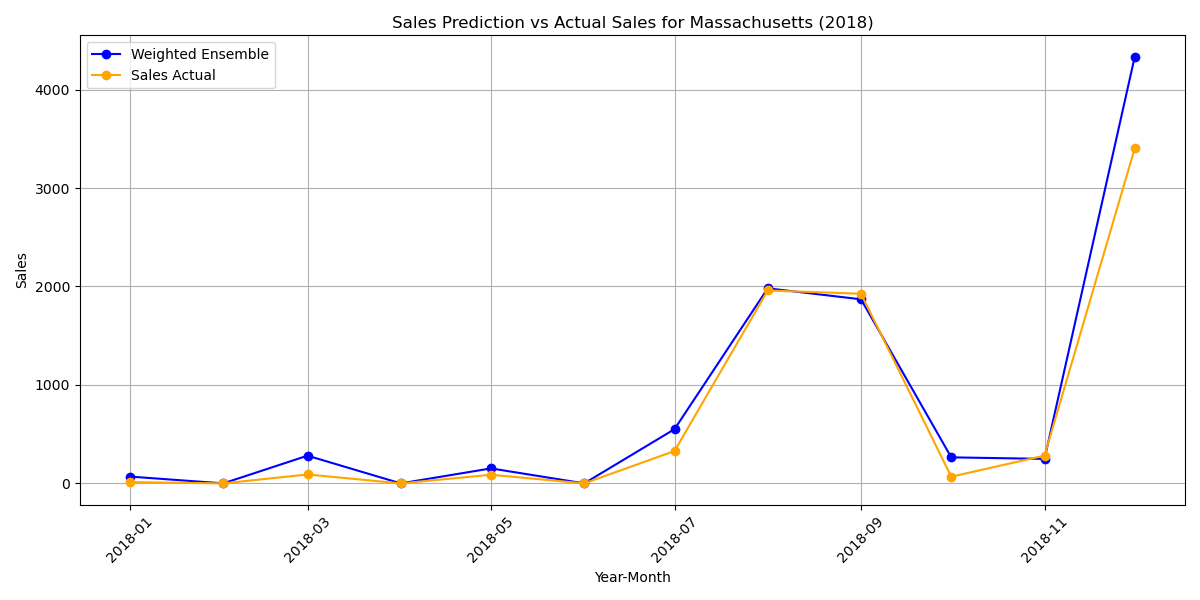 Sales Prediction vs Actual Sales for Massachusetts (2018)
Weighted Ensemble
Sales Actual
4000
3000
2000
1000
0
Sales
2018-01
2018-03
2018-05
2018-07
2018-09
2018-11
Year-Month